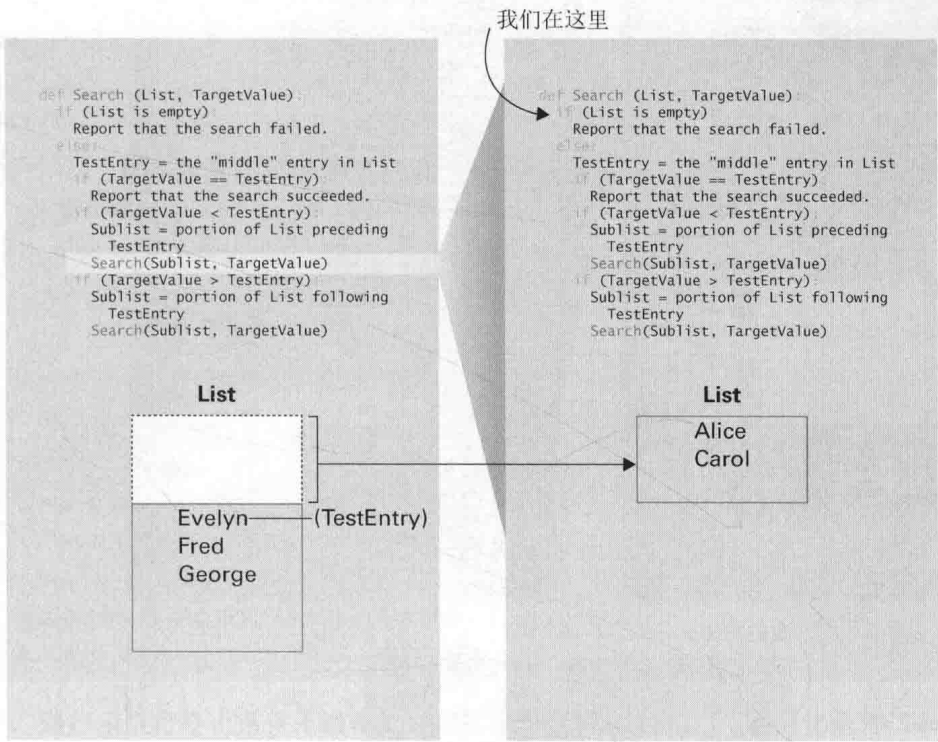 我们在这里
def Search (List, TargetValue):
if (List is empty):
Report that the search failed.
else:
TestEntry = the "middle" entry in List
if (TargetValue == TestEntry):
Report that the search succeeded.
if (TargetValue < TestEntry):
Sublist = portion of List preceding
TestEntry
Search(Sublist, TargetValue)
if (TargetValue > TestEntry):
Sublist = portion of List following
TestEntry
Search(Sublist, TargetValue)
List
Evelyn (TestEntry)
Fred
George
def Search (List, TargetValue):
if (List is empty):
Report that the search failed.
else:
TestEntry = the "middle" entry in List
if (TargetValue == TestEntry):
Report that the search succeeded.
if (TargetValue < TestEntry):
Sublist = portion of List preceding
TestEntry
Search(Sublist, TargetValue)
if (TargetValue > TestEntry):
Sublist = portion of List following
TestEntry
Search(Sublist, TargetValue)
List
Alice
Carol